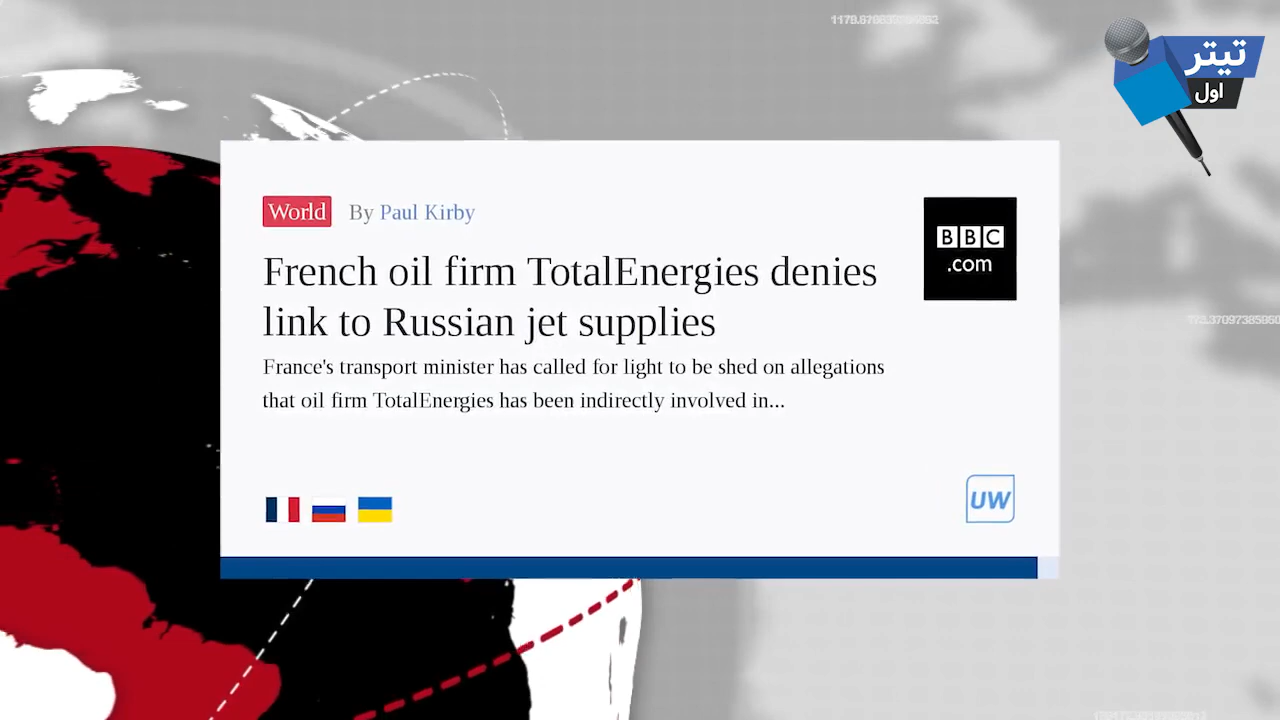 تیتر
اول
World By Paul Kirby
BBC
.com
French oil firm TotalEnergies denies
link to Russian jet supplies
France's transport minister has called for light to be shed on allegations
that oil firm TotalEnergies has been indirectly involved in...
UW